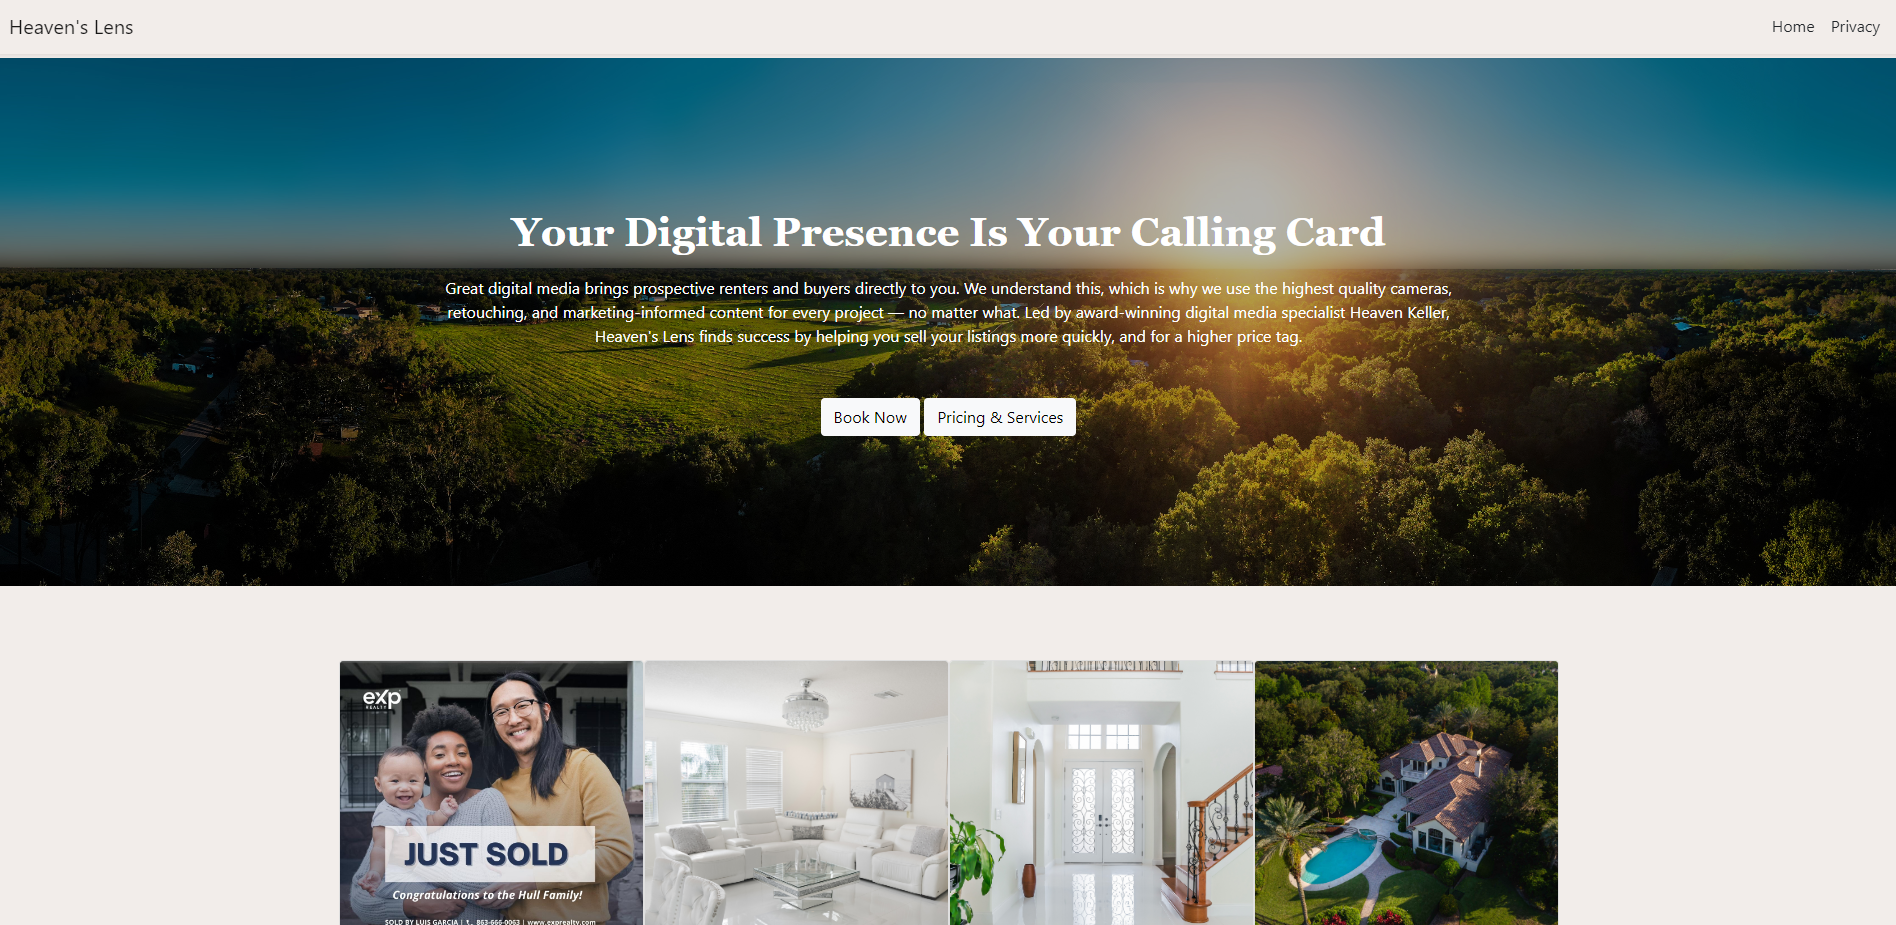 Heaven's Lens
Home Privacy
Your Digital Presence Is Your Calling Card
Great digital media brings prospective renters and buyers directly to you. We understand this, which is why we use the highest quality cameras,
retouching, and marketing-informed content for every project — no matter what. Led by award-winning digital media specialist Heaven Keller,
Heaven's Lens finds success by helping you sell your listings more quickly, and for a higher price tag.
Book Now Pricing & Services
eXp
REALTY
JUST SOLD
Congratulations to the Hull Family!
SOLD BY LUIS GARCIA | 863-666-0063 | www.exprealty.com